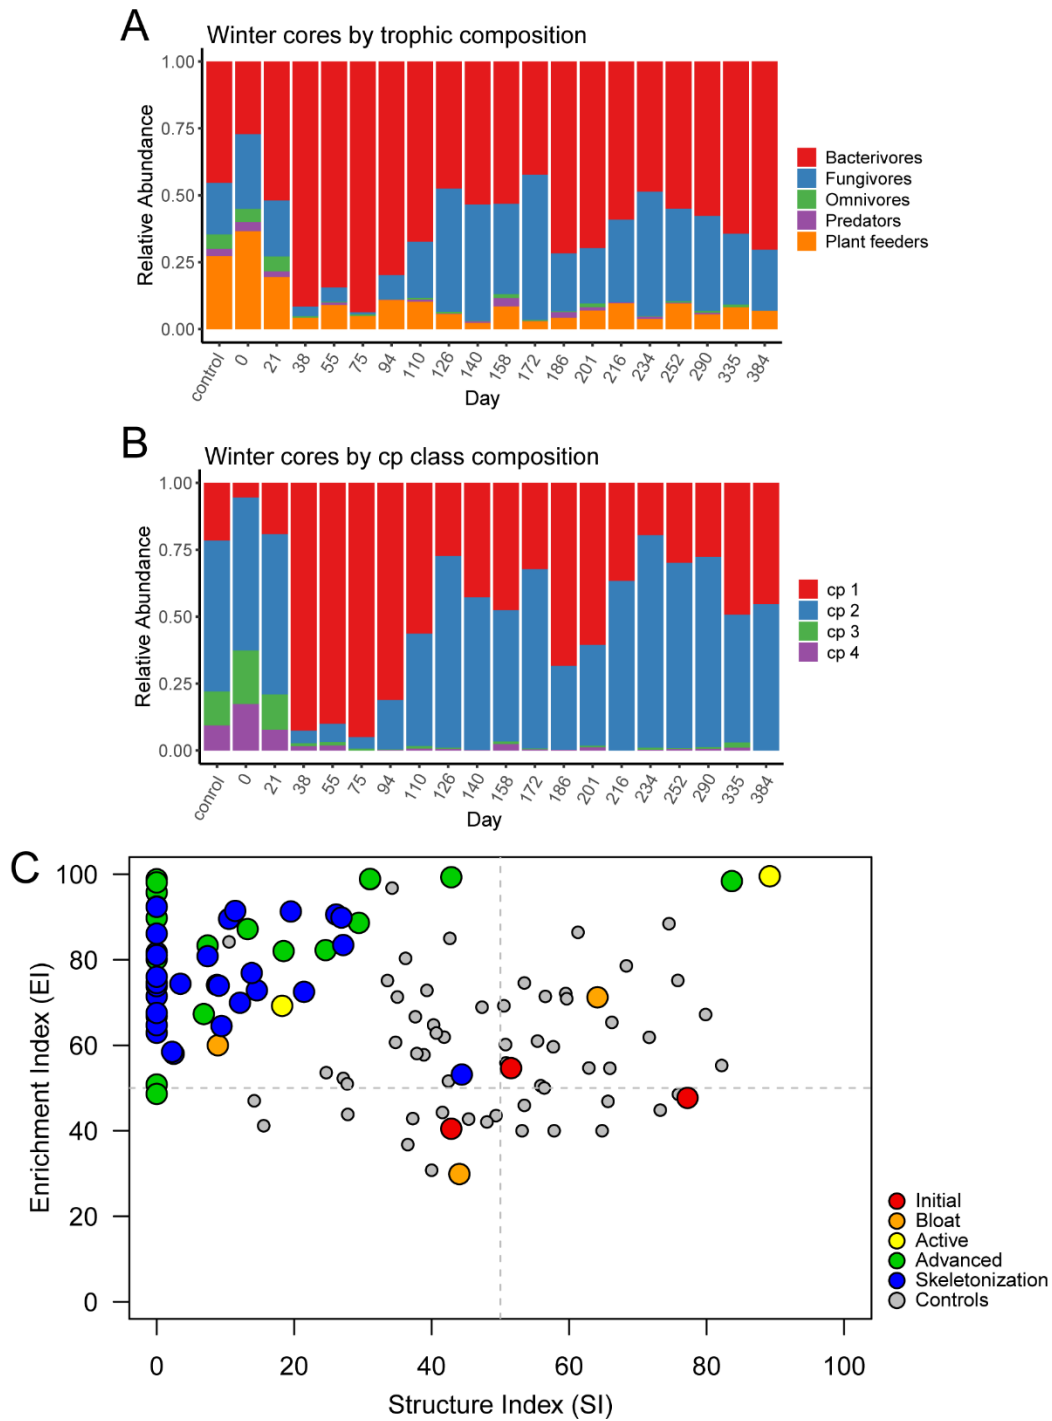 A
Winter cores by trophic composition
1.00
0.75
0.50
0.25
0.00
Relative Abundance
control 0 21 38 55 75 94 110 126 140 158 172 186 201 216 234 252 290 335 384
Day
Bacterivores
Fungivores
Omnivores
Predators
Plant feeders
B
Winter cores by cp class composition
1.00
0.75
0.50
0.25
0.00
Relative Abundance
conrol 0 21 38 55 75 94 110 126 140 158 172 186 201 216 234 252 290 335 384
Day
cp 1
cp 2
cp 3
cp 4
C
100
80
60
40
20
0
Enrichment Index (EI)
0 20 40 60 80 100
Structure Index (SI)
Initial
Bloat
Active
Advanced
Skeletonization
Controls